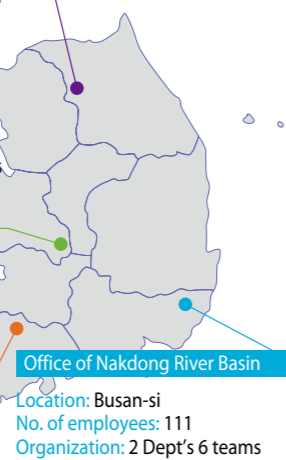 Office of Nakdong River Basin
Location: Busan-si
No. of employees: 111
Organization: 2 Dept's 6 teams